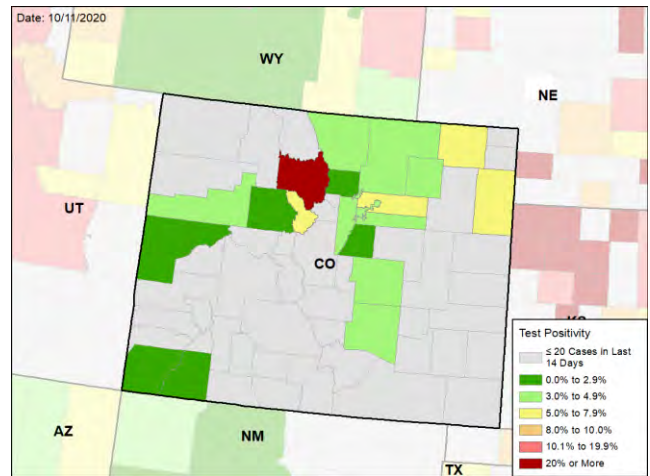 Date: 10/11/2020
WY
NE
UT
CO
KS
Test Positivity
≤ 20 Cases in Last
14 Days
0.0% to 2.9%
3.0% to 4.9%
5.0% to 7.9%
8.0% to 10.0%
10.1% to 19.9%
20% or More
AZ
NM
TX